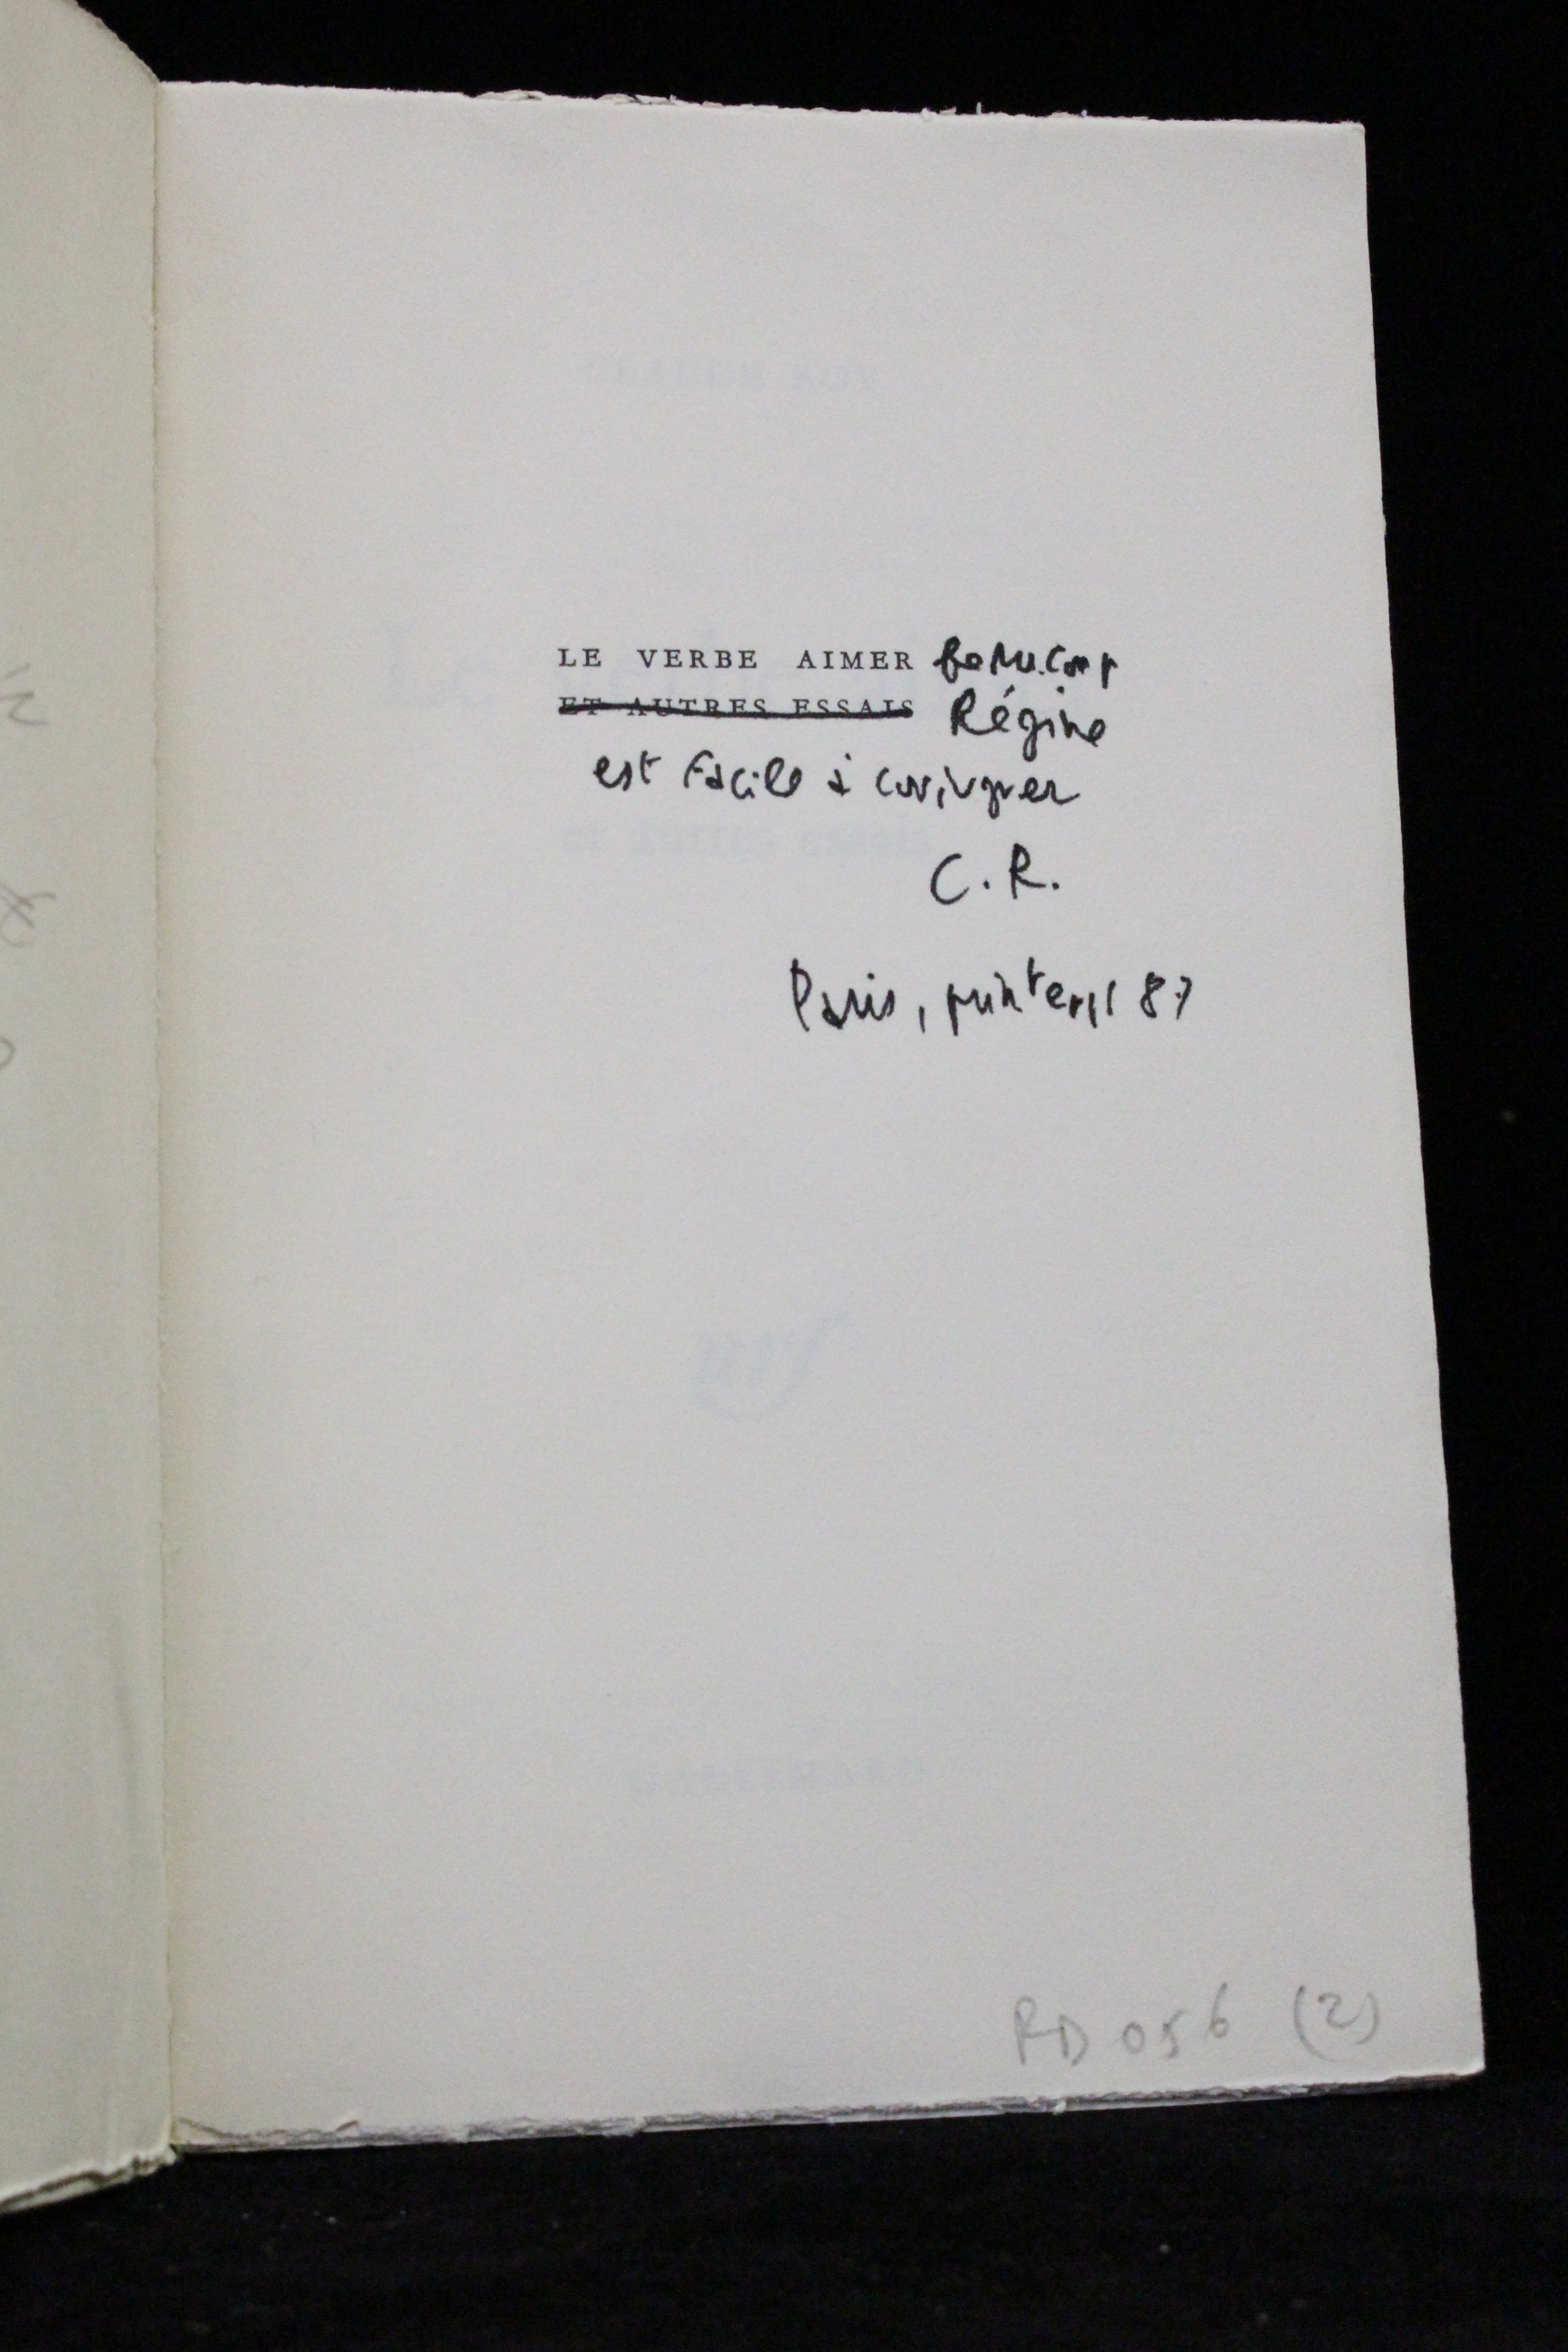 LE VERBE AIMER beaucoup
ET AUTRES ESSAIS Régine
est facile à conjuguer
C. R.
Paris, printemps 87
RD 056 (2)